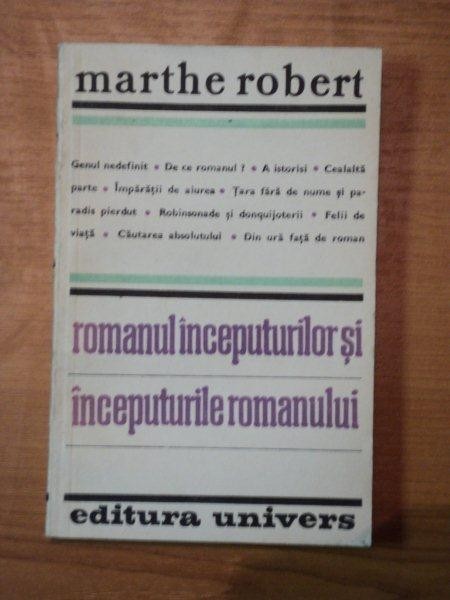 marthe robert
Genul nedefinit • De ce romanul ? • A istorisi • Cealaltă
parte • Împărății de aiurea • Țara fără de nume și pa-
radis pierdut • Robinsonade și donquijoterii • Felii de
viață • Căutarea absolutului • Din ură față de roman
romanul începuturilor și
începuturile romanului
editura univers